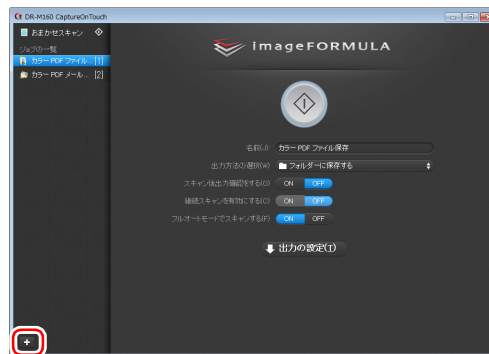 DR-M160 CaptureOnTouch
おまかせスキャン
ジョブの一覧
カラー PDF ファイル... [1]
カラー PDF メール... [2]
imageFORMULA
名前(J) カラー PDF ファイル保存
出力方法の選択(W) フォルダーに保存する
スキャン後出力確認をする(O) ON OFF
継続スキャンを有効にする(C) ON OFF
フルオートモードでスキャンする(F) ON OFF
出力の設定(I)